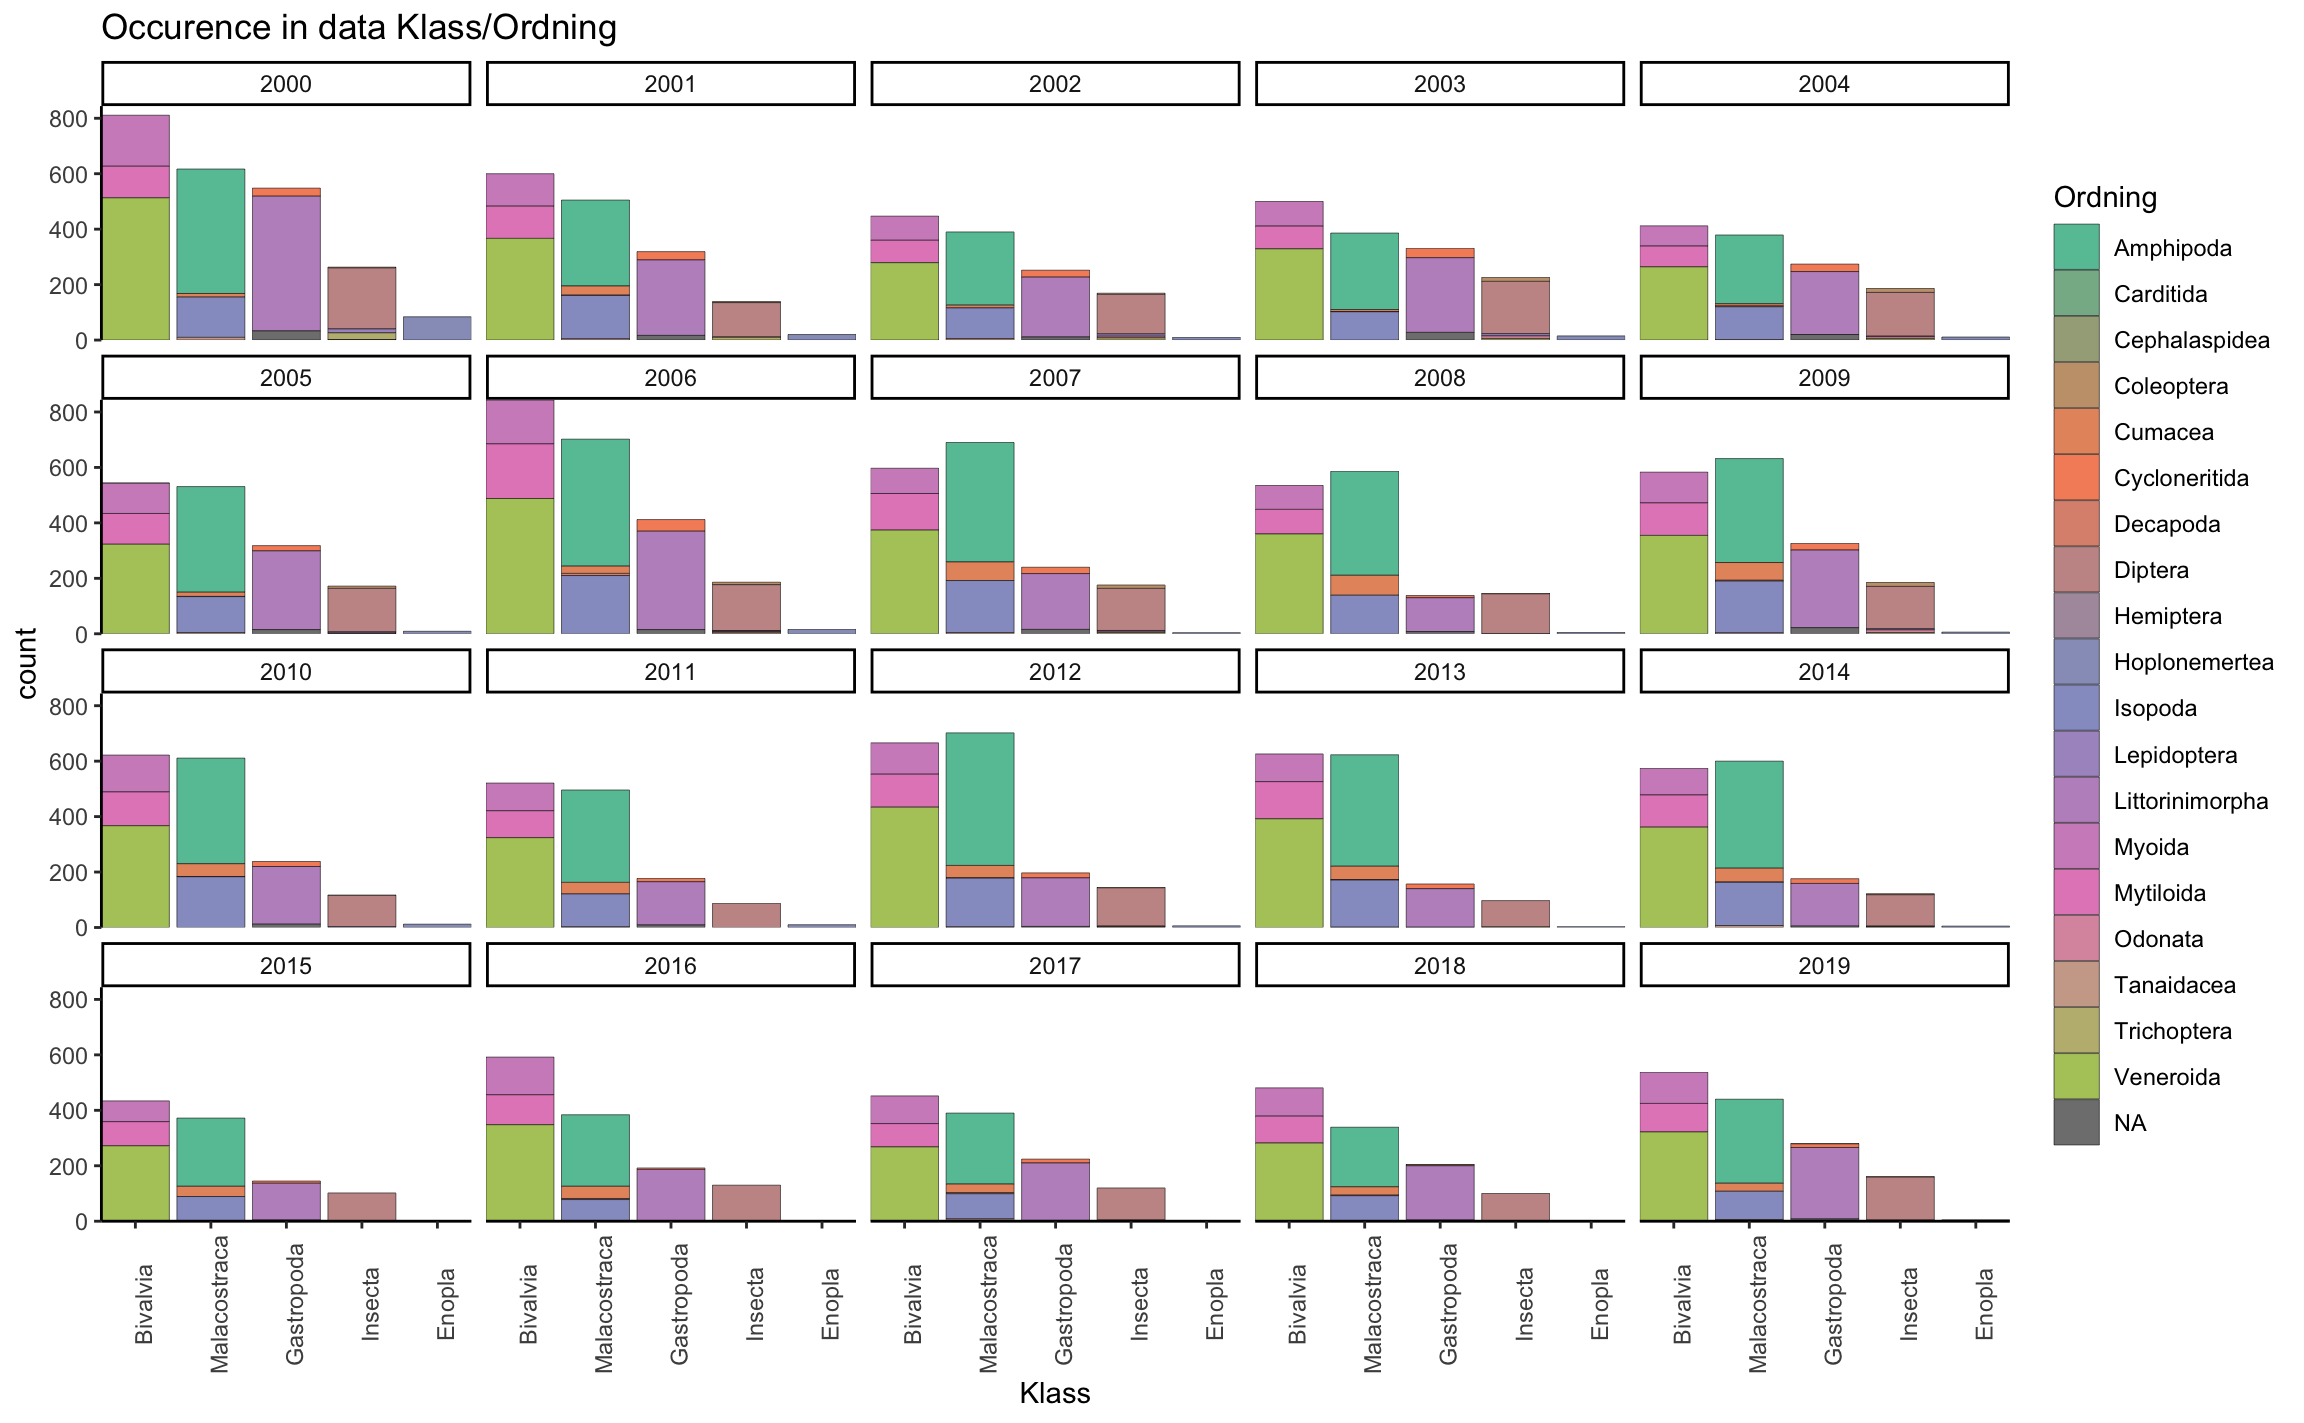 Occurence in data Klass/Ordning
2000 2001 2002 2003 2004
800
600
400
200
0
2005 2006 2007 2008 2009
800
600
400
200
0
2010 2011 2012 2013 2014
800
600
400
200
0
2015 2016 2017 2018 2019
800
600
400
200
0
count
Bivalvia Malacostraca Gastropoda Insecta Enopla Bivalvia Malacostraca Gastropoda Insecta Enopla Bivalvia Malacostraca Gastropoda Insecta Enopla Bivalvia Malacostraca Gastropoda Insecta Enopla Bivalvia Malacostraca Gastropoda Insecta Enopla
Klass
Ordning
Amphipoda
Carditida
Cephalaspidea
Coleoptera
Cumacea
Cycloneritida
Decapoda
Diptera
Hemiptera
Hoplonemertea
Isopoda
Lepidoptera
Littorinimorpha
Myoida
Mytiloida
Odonata
Tanaidacea
Trichoptera
Veneroida
NA